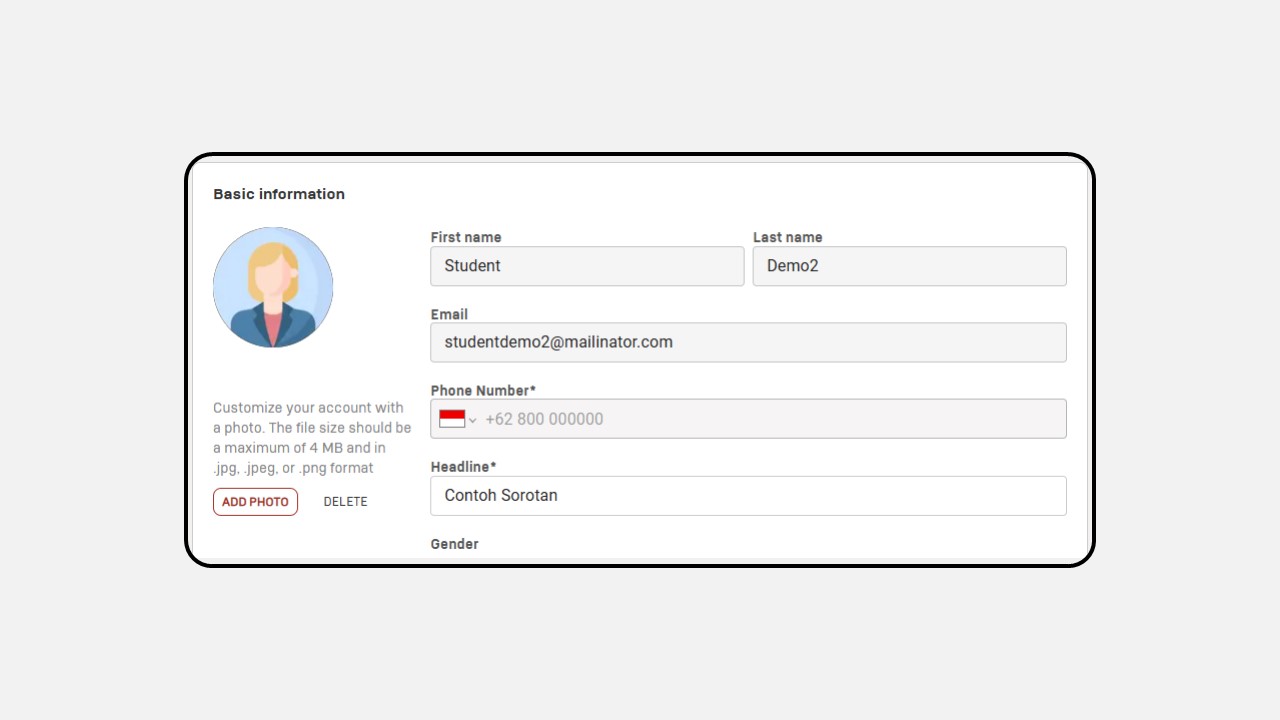 Basic information
First name
Last name
Student
Demo2
Email
studentdemo2@mailinator.com
Phone Number*
+62 800 000000
Headline*
Contoh Sorotan
Gender
Customize your account with
a photo. The file size should be
a maximum of 4 MB and in
.jpg, .jpeg, or .png format
ADD PHOTO
DELETE